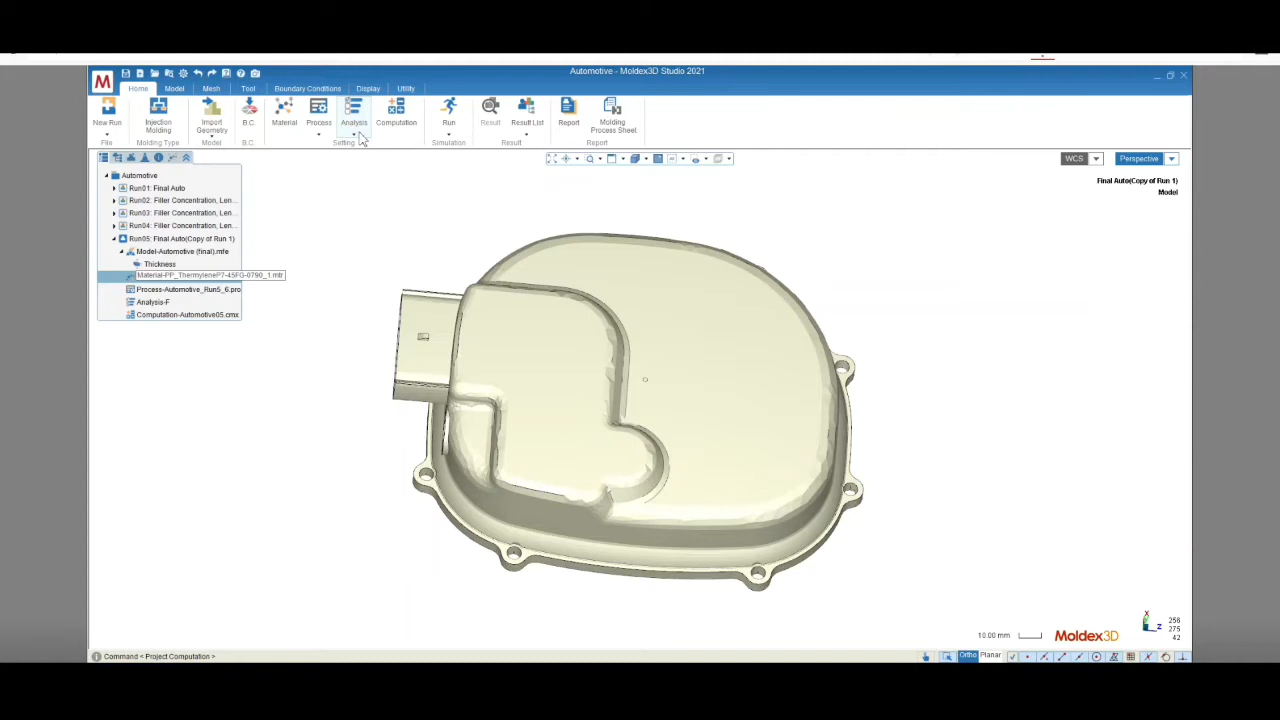 Automotive - Moldex3D Studio 2021
M
Home Model Mesh Tool Boundary Conditions Display Utility
New Run
Injection Molding
Import Geometry
B.C.
Material
Process
Analysis
Computation
Run
Result
Result List
Report
Molding Process Sheet
File Molding Type Model B.C. Setting Simulation Result Report
WCS Perspective
Final Auto(Copy of Run 1)
Model
Automotive
Run01: Final Auto
Run02: Filler Concentration, Len...
Run03: Filler Concentration, Len...
Run04: Filler Concentration, Len...
Run05: Final Auto(Copy of Run 1)
Model-Automotive (final).mfe
Thickness
Material-PP_ThermyleneP7-45FG-0790_1.mtr
Process-Automotive_Run5_6.pro
Analysis-F
Computation-Automotive05.cmx
10.00 mm
Moldex3D
X
Z
256
275
42
Command < Project Computation >
Ortho Planar